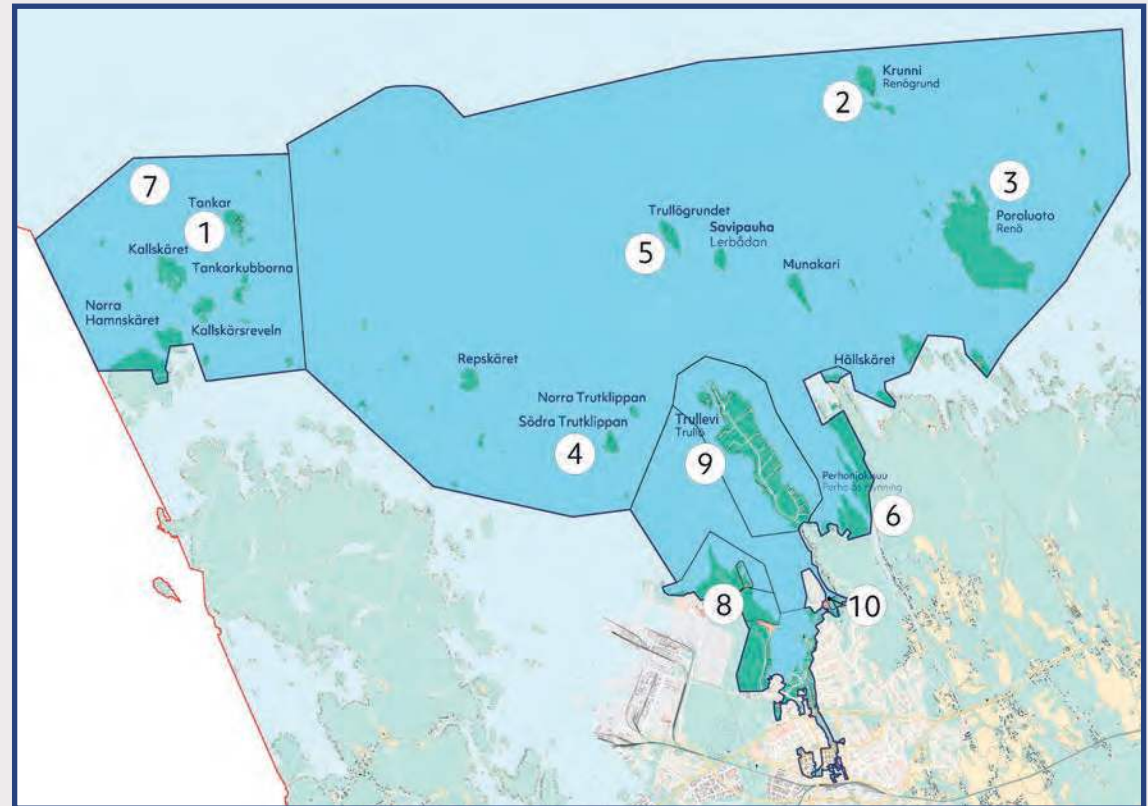 Krunni
Renögrund
2
7
3
Tankar
1
Poroluoto
Renö
Trullögrundet
Savipauha
Lerbådan
5
Kallskäret
Tankarkubborna
Munakari
Norra
Hamnskäret
Kallskärsreveln
Repskäret
Hällskäret
Norra Trutklippan
Södra Trutklippan
4
Trullevi
Trullö
9
Perhonjokisuu
6
8
10